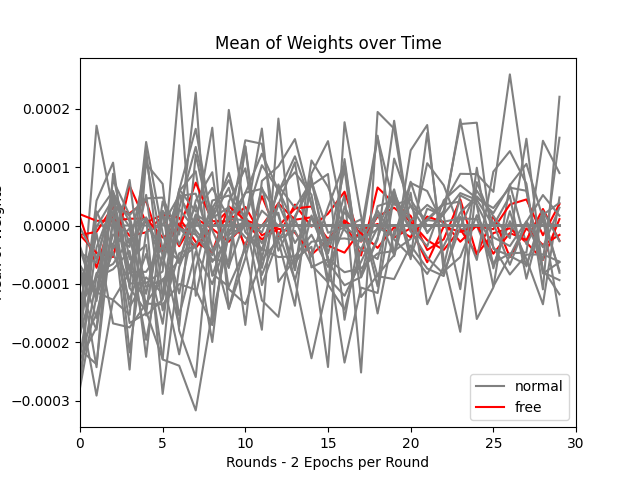 Mean of Weights over Time
0.0002
0.0001
0.0000
−0.0001
−0.0002
−0.0003
0 5 10 15 20 25 30
Rounds - 2 Epochs per Round
normal
free